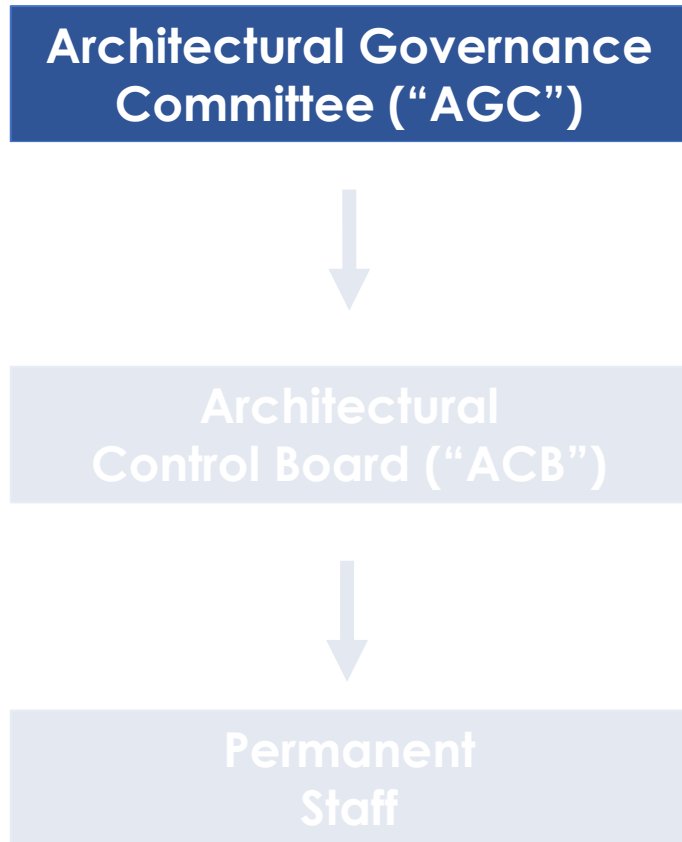 Architectural Governance
Committee (“AGC”)
Architectural
Control Board (“ACB”)
Permanent
Staff